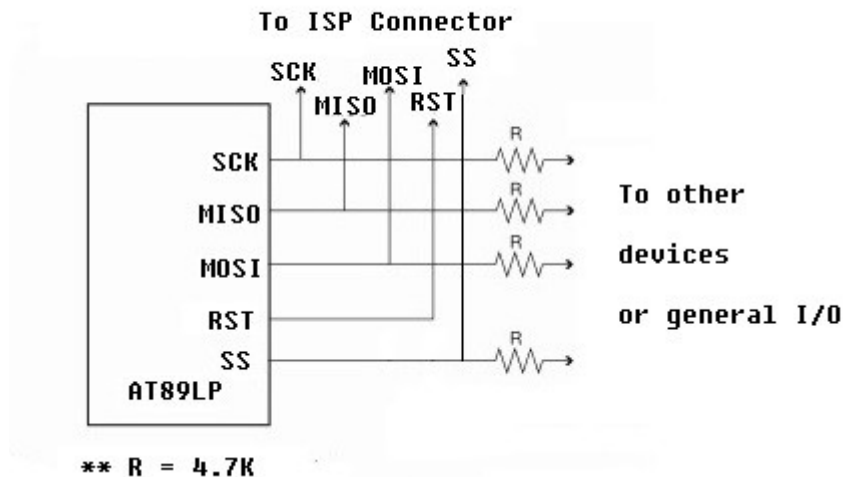 To ISP Connector
SS
SCK MOSI
MISO RST
R
SCK
R
To other
MISO
R
devices
MOSI
or general I/O
RST
R
SS
AT89LP
** R = 4.7K